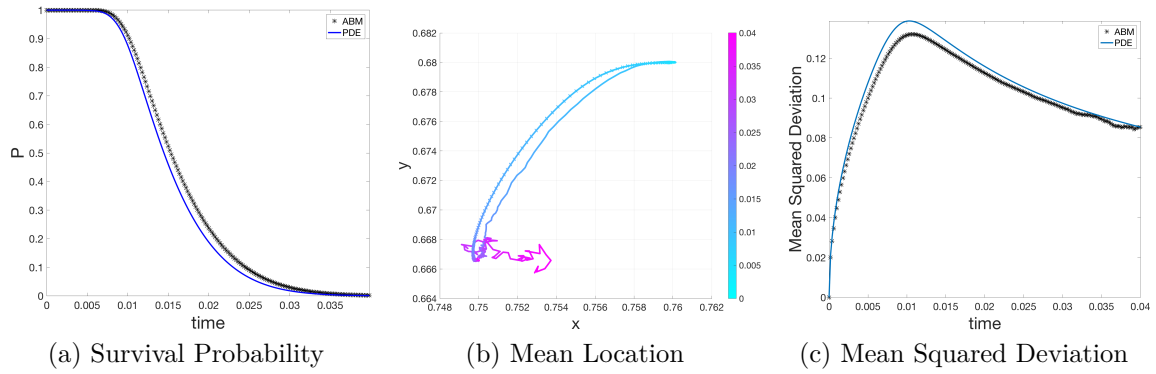 1
0.9
0.8
0.7
0.6
0.5
0.4
0.3
0.2
0.1
0
P
0 0.005 0.01 0.015 0.02 0.025 0.03 0.035
time
ABM
PDE
(a) Survival Probability
0.682
0.68
0.678
0.676
0.674
0.672
0.67
0.668
0.666
0.664
y
0.748 0.75 0.752 0.754 0.756 0.758 0.76 0.762
x
0.04
0.035
0.03
0.025
0.02
0.015
0.01
0.005
0
(b) Mean Location
0.12
0.1
0.08
0.06
0.04
0.02
0
Mean Squared Deviation
0 0.005 0.01 0.015 0.02 0.025 0.03 0.035 0.04
time
ABM
PDE
(c) Mean Squared Deviation